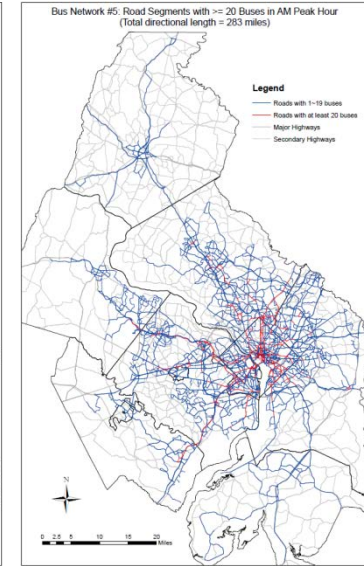 Bus Network #5: Road Segments with >= 20 Buses in AM Peak Hour
(Total directional length = 283 miles)
Legend
Roads with 1~19 buses
Roads with at least 20 buses
Major Highways
Secondary Highways
N
0 2.5 5 10 15 20
Miles